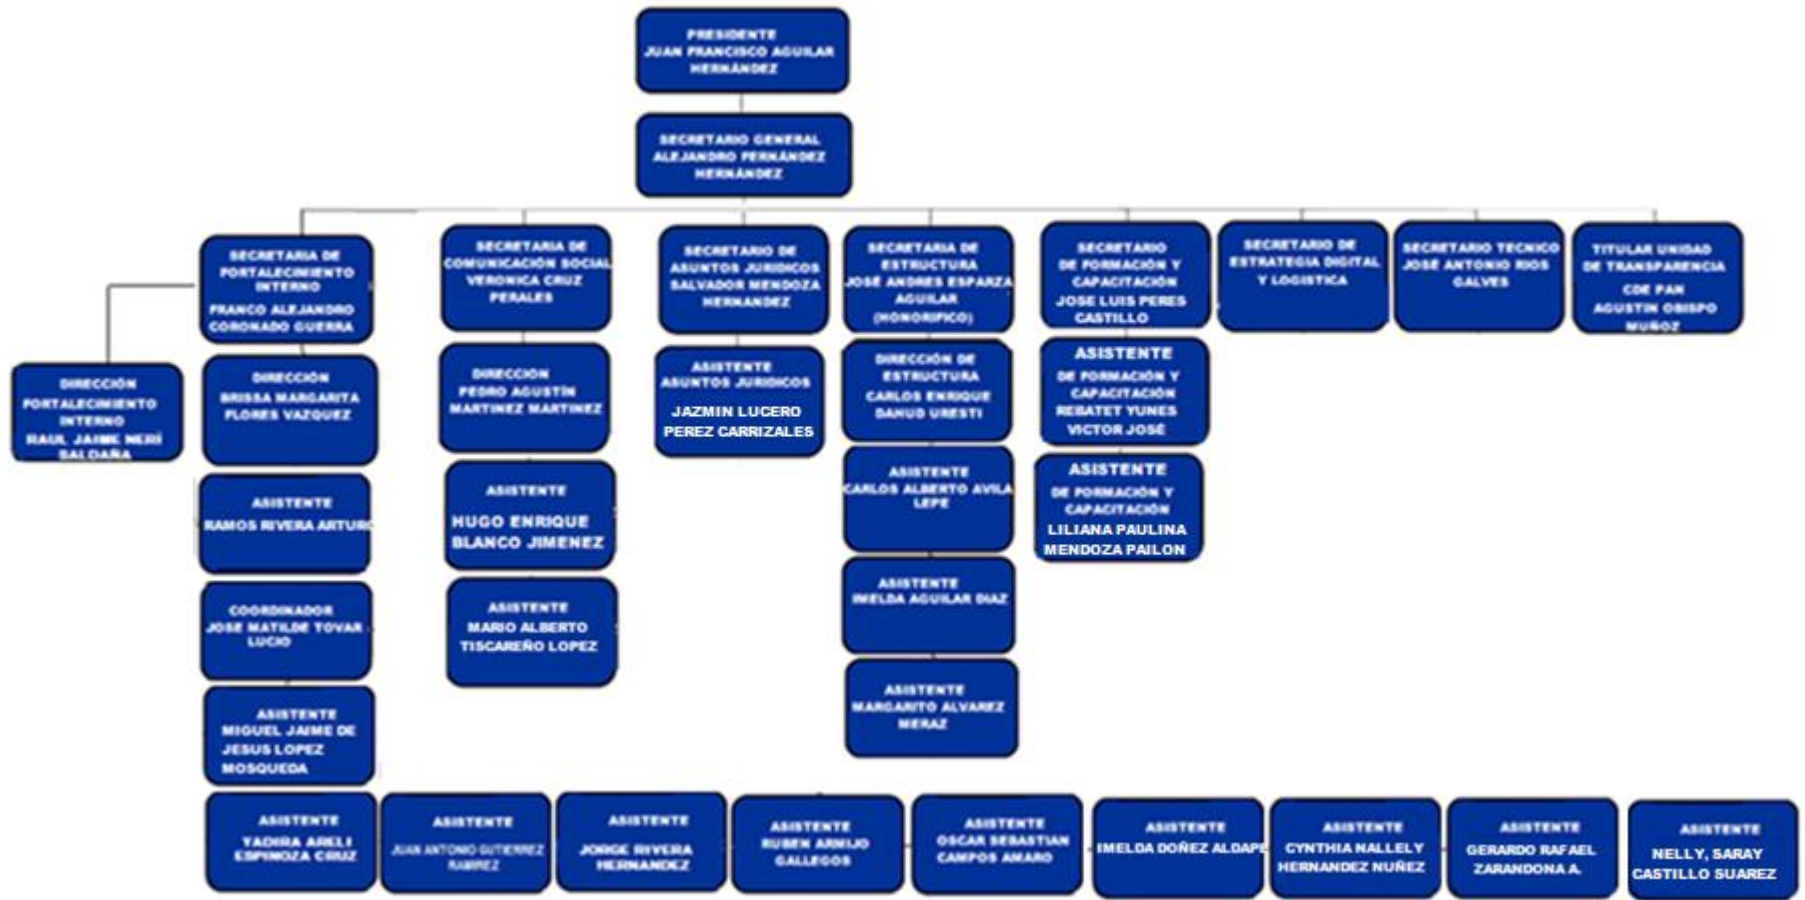 PRESIDENTE
JUAN FRANCISCO AGUILAR
HERNÁNDEZ
SECRETARIO GENERAL
ALEJANDRO FERNÁNDEZ
HERNÁNDEZ
SECRETARIA DE
FORTALECIMIENTO
INTERNO
FRANCO ALEJANDRO
CORONADO GUERRA
SECRETARIA DE
COMUNICACIÓN SOCIAL
VERONICA CRUZ
PERALES
SECRETARIO DE
ASUNTOS JURIDICOS
SALVADOR MENDOZA
HERNANDEZ
SECRETARIA DE
ESTRUCTURA
JOSÉ ANDRES ESPARZA
AGUILAR
(HONORIFICO)
SECRETARIO
DE FORMACIÓN Y
CAPACITACIÓN
JOSE LUIS PERES
CASTILLO
SECRETARIO DE
ESTRATEGIA DIGITAL
Y LOGISTICA
SECRETARIO TECNICO
JOSÉ ANTONIO RIOS
GALVES
TITULAR UNIDAD
DE TRANSPARENCIA
CDE PAN
AGUSTIN OBISPO
MUÑOZ
DIRECCIÓN
FORTALECIMIENTO
INTERNO
RAUL JAIME NERÍ
SALDAÑA
DIRECCIÓN
BRISSA MARGARITA
FLORES VAZQUEZ
DIRECCIÓN
PEDRO AGUSTÍN
MARTINEZ MARTINEZ
ASISTENTE
ASUNTOS JURIDICOS
JAZMIN LUCERO
PEREZ CARRIZALES
DIRECCIÓN DE
ESTRUCTURA
CARLOS ENRIQUE
DANUD URESTI
ASISTENTE
DE FORMACIÓN Y
CAPACITACIÓN
REBATET YUNES
VICTOR JOSÉ
ASISTENTE
RAMOS RIVERA ARTURO
ASISTENTE
HUGO ENRIQUE
BLANCO JIMENEZ
ASISTENTE
CARLOS ALBERTO AVILA
LEPE
ASISTENTE
DE FORMACIÓN Y
CAPACITACIÓN
LILIANA PAULINA
MENDOZA PAILON
COORDINADOR
JOSE MATILDE TOVAR
LUCIO
ASISTENTE
MARIO ALBERTO
TISCAREÑO LOPEZ
ASISTENTE
IMELDA AGUILAR DIAZ
ASISTENTE
MIGUEL JAIME DE
JESUS LOPEZ
MOSQUEDA
ASISTENTE
MARGARITO ALVAREZ
MERAZ
ASISTENTE
YADIRA ARELI
ESPINOZA CRUZ
ASISTENTE
JUAN ANTONIO GUTIERREZ
RAMIREZ
ASISTENTE
JORGE RIVERA
HERNANDEZ
ASISTENTE
RUBEN ARMIJO
GALLEGOS
ASISTENTE
OSCAR SEBASTIAN
CAMPOS AMARO
ASISTENTE
IMELDA DOÑEZ ALDAPE
ASISTENTE
CYNTHIA NALLELY
HERNANDEZ NUÑEZ
ASISTENTE
GERARDO RAFAEL
ZARANDONA A.
ASISTENTE
NELLY, SARAY
CASTILLO SUAREZ